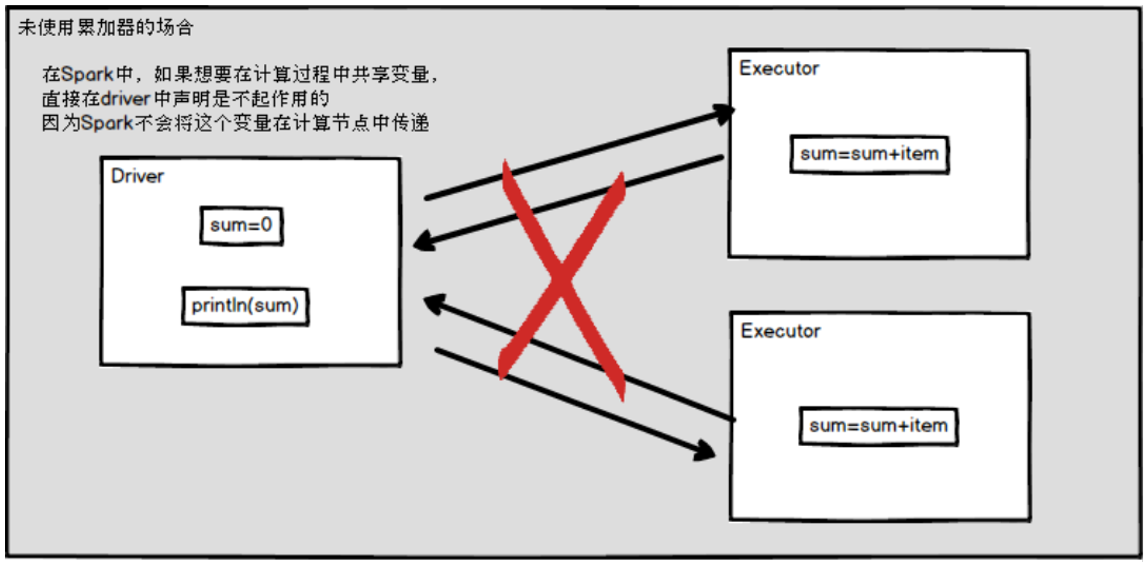 未使用累加器的场合
在Spark中，如果想要在计算过程中共享变量，
直接在driver中声明是不起作用的
因为Spark不会将这个变量在计算节点中传递
Driver
sum=0
println(sum)
Executor
sum=sum+item
Executor
sum=sum+item